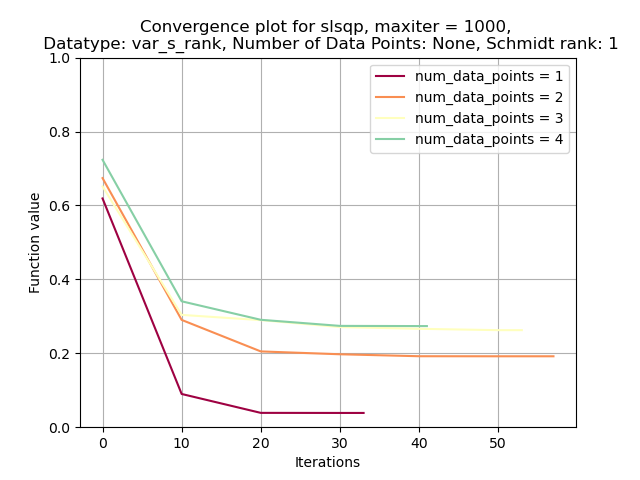 Convergence plot for slsqp, maxiter = 1000,
Datatype: var_s_rank, Number of Data Points: None, Schmidt rank: 1
1.0
0.8
0.6
0.4
0.2
0.0
Function value
num_data_points = 1
num_data_points = 2
num_data_points = 3
num_data_points = 4
0 10 20 30 40 50
Iterations